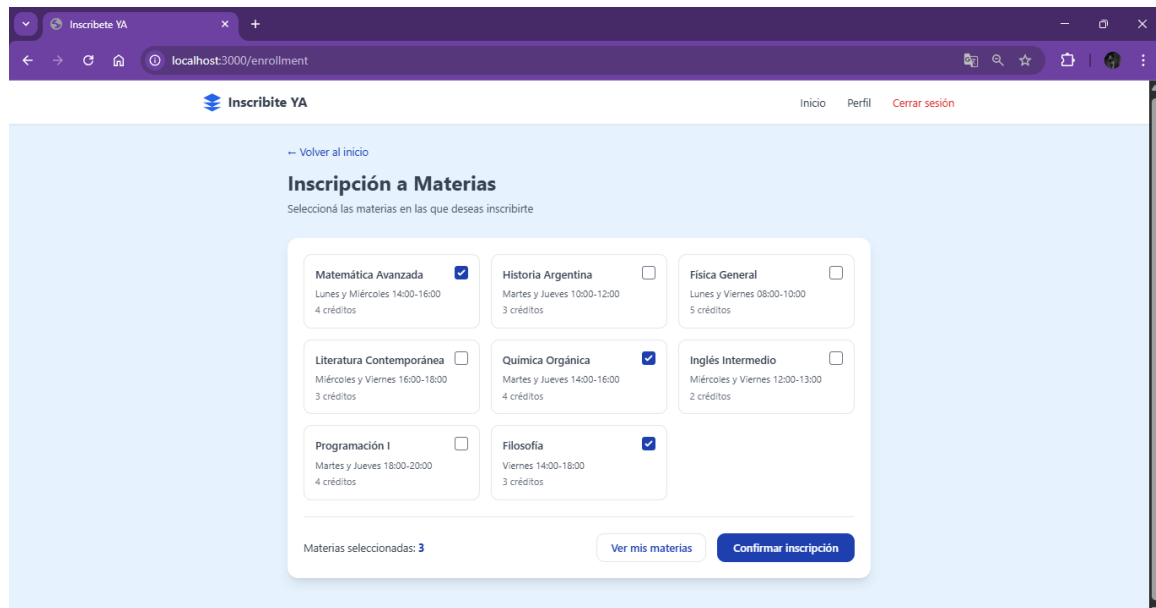 Inscribete YA
localhost:3000/enrollment
Inscribite YA
Inicio Perfil Cerrar sesión
← Volver al inicio
Inscripción a Materias
Seleccioná las materias en las que deseas inscribirte
Matemática Avanzada
Lunes y Miércoles 14:00-16:00
4 créditos
Historia Argentina
Martes y Jueves 10:00-12:00
3 créditos
Física General
Lunes y Viernes 08:00-10:00
5 créditos
Literatura Contemporánea
Miércoles y Viernes 16:00-18:00
3 créditos
Química Orgánica
Martes y Jueves 14:00-16:00
4 créditos
Inglés Intermedio
Miércoles y Viernes 12:00-13:00
2 créditos
Programación I
Martes y Jueves 18:00-20:00
4 créditos
Filosofía
Viernes 14:00-18:00
3 créditos
Materias seleccionadas: 3
Ver mis materias
Confirmar inscripción